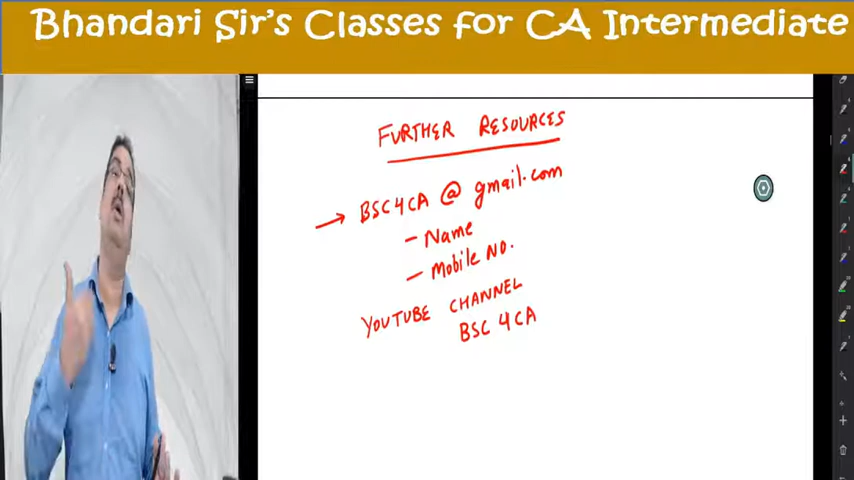 Bhandari Sir's Classes for CA Intermediate
FURTHER RESOURCES
→ BSC4CA @ gmail.com
- Name
- Mobile No.
YOUTUBE CHANNEL
BSC 4CA